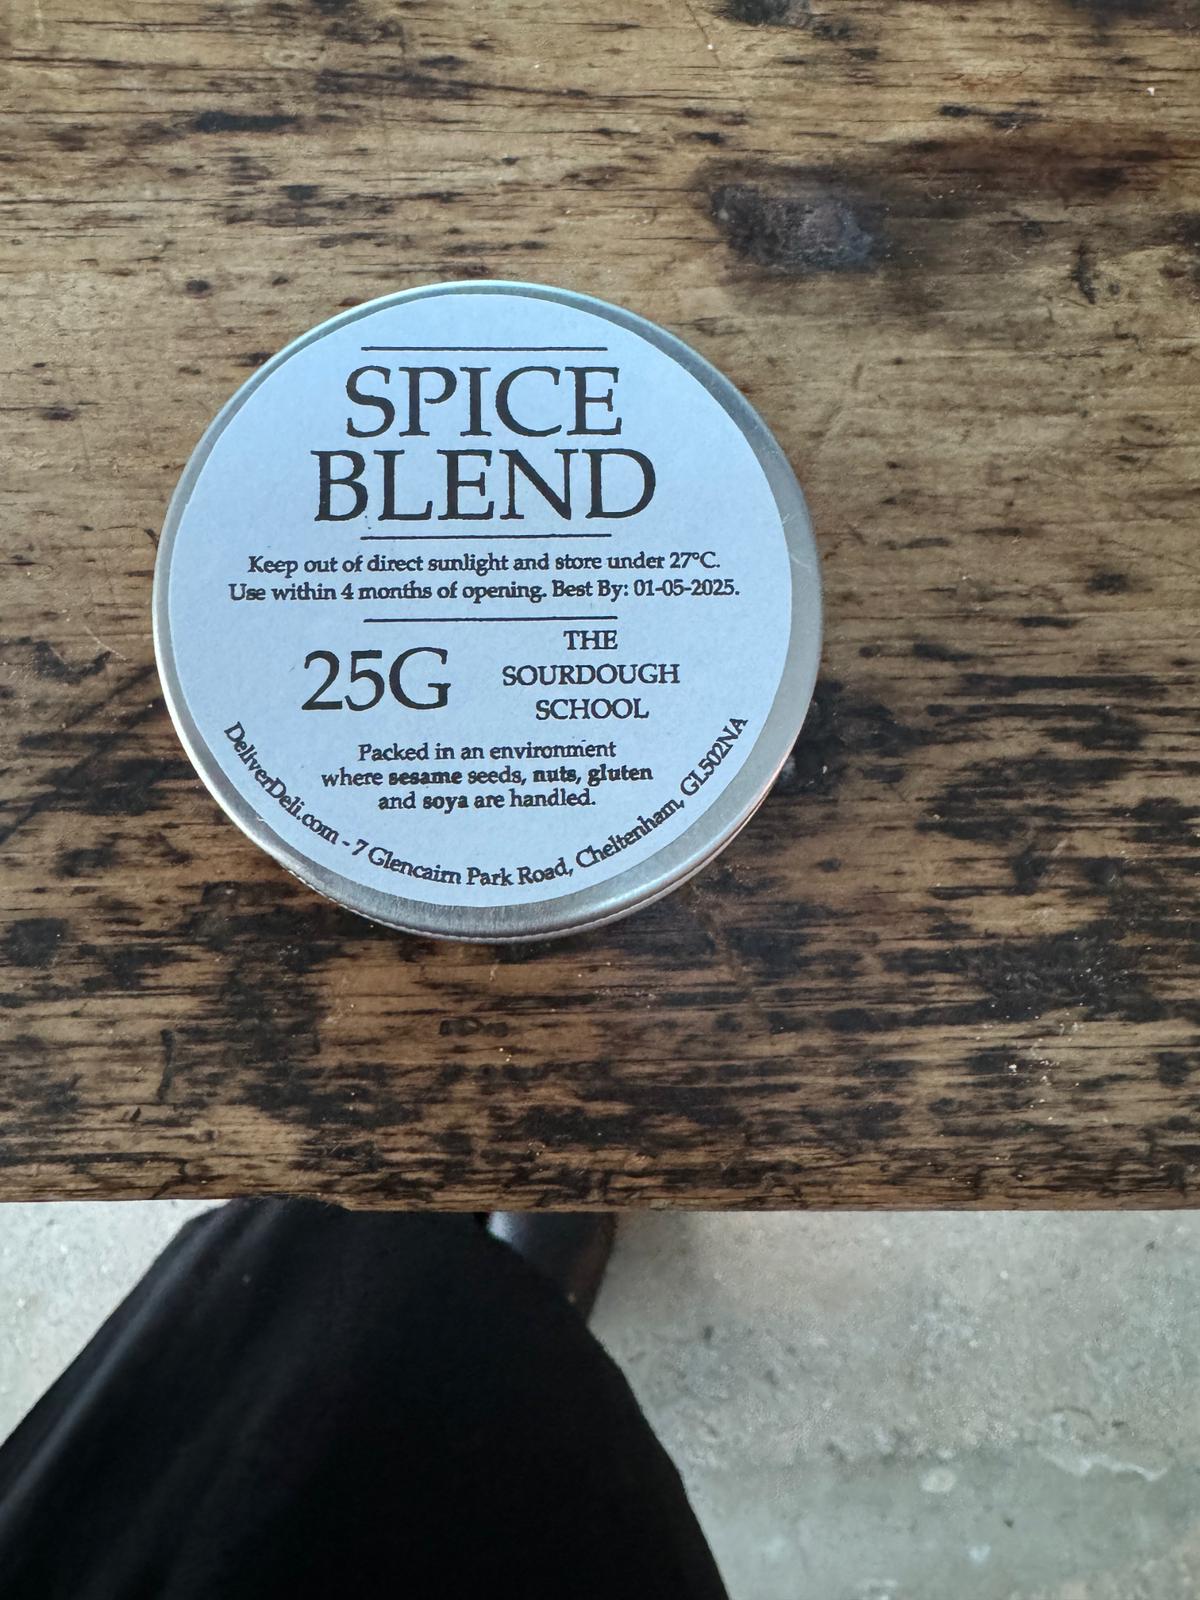 SPICE
BLEND
Keep out of direct sunlight and store under 27°C.
Use within 4 months of opening. Best By: 01-05-2025.
25G
THE
SOURDOUGH
SCHOOL
Packed in an environment
where sesame seeds, nuts, gluten
and soya are handled.
DeliverDeli.com - 7 Glencairn Park Road, Cheltenham, GL502NA